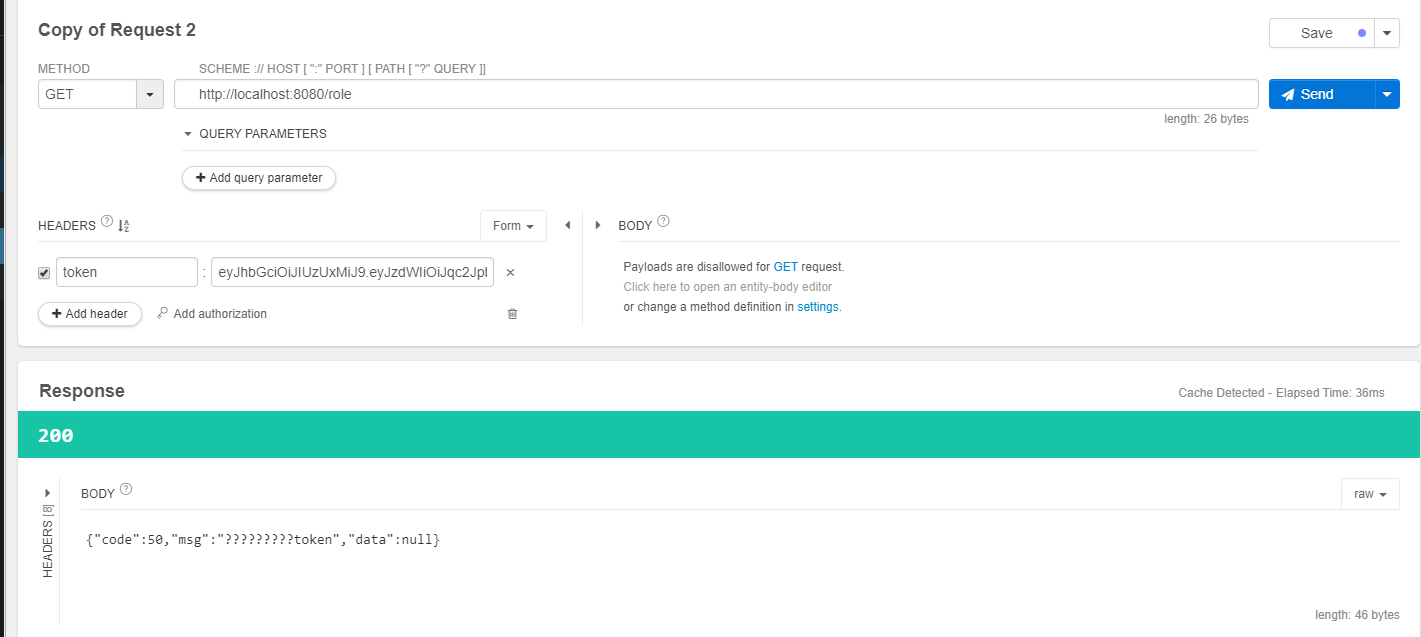 Copy of Request 2
Save
METHOD
SCHEME :// HOST [ ":" PORT ] [ PATH [ "?" QUERY ]]
GET
http://localhost:8080/role
Send
length: 26 bytes
QUERY PARAMETERS
+ Add query parameter
HEADERS ?
Form
BODY ?
token : eyJhbGciOiJIUzUxMiJ9.eyJzdWIiOiJqc2Jpb
Payloads are disallowed for GET request.
Click here to open an entity-body editor
or change a method definition in settings.
+ Add header
Add authorization
Response
Cache Detected - Elapsed Time: 36ms
200
HEADERS [8]
BODY ?
raw
{"code":50,"msg":"?????????token","data":null}
length: 46 bytes